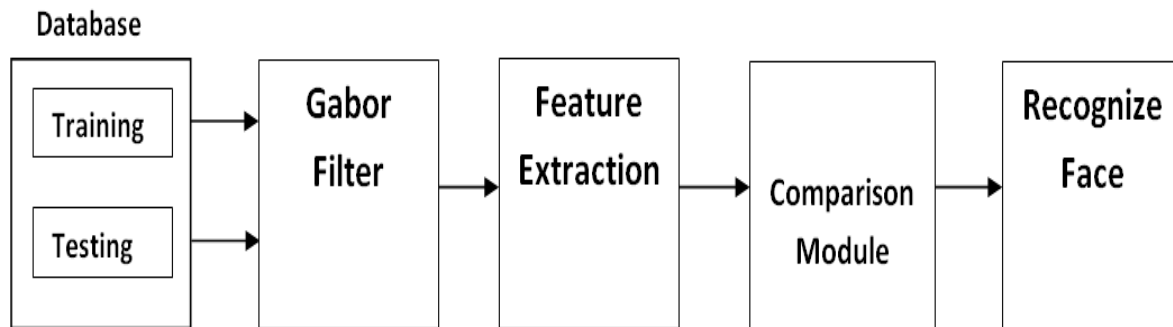 Database
Training
Testing
Gabor
Filter
Feature
Extraction
Comparison
Module
Recognize
Face